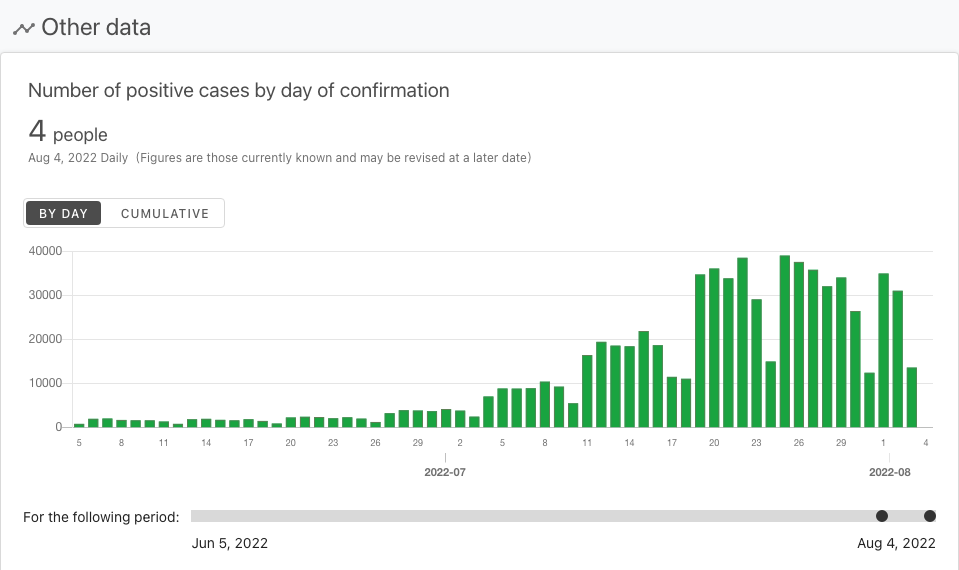 Other data
Number of positive cases by day of confirmation
4 people
Aug 4, 2022 Daily (Figures are those currently known and may be revised at a later date)
BY DAY CUMULATIVE
40000
30000
20000
10000
0
5 8 11 14 17 20 23 26 29 2 5 8 11 14 17 20 23 26 29 1 4
2022-07 2022-08
For the following period:
Jun 5, 2022 Aug 4, 2022